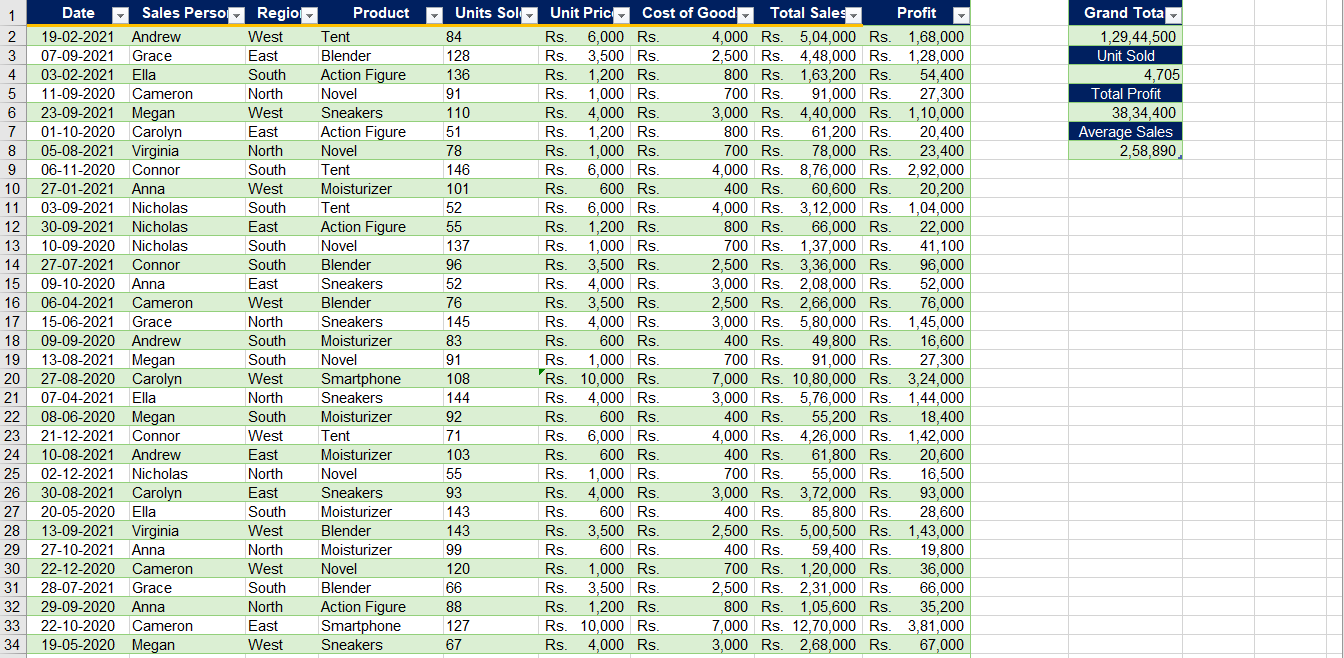 1 Date Sales Person Region Product Units Sol Unit Pric Cost of Good Total Sales Profit Grand Tota
2 19-02-2021 Andrew West Tent 84 Rs. 6,000 Rs. 4,000 Rs. 5,04,000 Rs. 1,68,000 1,29,44,500
3 07-09-2021 Grace East Blender 128 Rs. 3,500 Rs. 2,500 Rs. 4,48,000 Rs. 1,28,000 Unit Sold
4 03-02-2021 Ella South Action Figure 136 Rs. 1,200 Rs. 800 Rs. 1,63,200 Rs. 54,400 4,705
5 11-09-2020 Cameron North Novel 91 Rs. 1,000 Rs. 700 Rs. 91,000 Rs. 27,300 Total Profit
6 23-09-2021 Megan West Sneakers 110 Rs. 4,000 Rs. 3,000 Rs. 4,40,000 Rs. 1,10,000 38,34,400
7 01-10-2020 Carolyn East Action Figure 51 Rs. 1,200 Rs. 800 Rs. 61,200 Rs. 20,400 Average Sales
8 05-08-2021 Virginia North Novel 78 Rs. 1,000 Rs. 700 Rs. 78,000 Rs. 23,400 2,58,890
9 06-11-2020 Connor South Tent 146 Rs. 6,000 Rs. 4,000 Rs. 8,76,000 Rs. 2,92,000
10 27-01-2021 Anna West Moisturizer 101 Rs. 600 Rs. 400 Rs. 60,600 Rs. 20,200
11 03-09-2021 Nicholas South Tent 52 Rs. 6,000 Rs. 4,000 Rs. 3,12,000 Rs. 1,04,000
12 30-09-2021 Nicholas East Action Figure 55 Rs. 1,200 Rs. 800 Rs. 66,000 Rs. 22,000
13 10-09-2020 Nicholas South Novel 137 Rs. 1,000 Rs. 700 Rs. 1,37,000 Rs. 41,100
14 27-07-2021 Connor South Blender 96 Rs. 3,500 Rs. 2,500 Rs. 3,36,000 Rs. 96,000
15 09-10-2020 Anna East Sneakers 52 Rs. 4,000 Rs. 3,000 Rs. 2,08,000 Rs. 52,000
16 06-04-2021 Cameron West Blender 76 Rs. 3,500 Rs. 2,500 Rs. 2,66,000 Rs. 76,000
17 15-06-2021 Grace North Sneakers 145 Rs. 4,000 Rs. 3,000 Rs. 5,80,000 Rs. 1,45,000
18 09-09-2020 Andrew South Moisturizer 83 Rs. 600 Rs. 400 Rs. 49,800 Rs. 16,600
19 13-08-2021 Megan South Novel 91 Rs. 1,000 Rs. 700 Rs. 91,000 Rs. 27,300
20 27-08-2020 Carolyn West Smartphone 108 Rs. 10,000 Rs. 7,000 Rs. 10,80,000 Rs. 3,24,000
21 07-04-2021 Ella North Sneakers 144 Rs. 4,000 Rs. 3,000 Rs. 5,76,000 Rs. 1,44,000
22 08-06-2020 Megan South Moisturizer 92 Rs. 600 Rs. 400 Rs. 55,200 Rs. 18,400
23 21-12-2021 Connor West Tent 71 Rs. 6,000 Rs. 4,000 Rs. 4,26,000 Rs. 1,42,000
24 10-08-2021 Andrew East Moisturizer 103 Rs. 600 Rs. 400 Rs. 61,800 Rs. 20,600
25 02-12-2021 Nicholas North Novel 55 Rs. 1,000 Rs. 700 Rs. 55,000 Rs. 16,500
26 30-08-2021 Carolyn East Sneakers 93 Rs. 4,000 Rs. 3,000 Rs. 3,72,000 Rs. 93,000
27 20-05-2020 Ella South Moisturizer 143 Rs. 600 Rs. 400 Rs. 85,800 Rs. 28,600
28 13-09-2021 Virginia West Blender 143 Rs. 3,500 Rs. 2,500 Rs. 5,00,500 Rs. 1,43,000
29 27-10-2021 Anna North Moisturizer 99 Rs. 600 Rs. 400 Rs. 59,400 Rs. 19,800
30 22-12-2020 Cameron West Novel 120 Rs. 1,000 Rs. 700 Rs. 1,20,000 Rs. 36,000
31 28-07-2021 Grace South Blender 66 Rs. 3,500 Rs. 2,500 Rs. 2,31,000 Rs. 66,000
32 29-09-2020 Anna North Action Figure 88 Rs. 1,200 Rs. 800 Rs. 1,05,600 Rs. 35,200
33 22-10-2020 Cameron East Smartphone 127 Rs. 10,000 Rs. 7,000 Rs. 12,70,000 Rs. 3,81,000
34 19-05-2020 Megan West Sneakers 67 Rs. 4,000 Rs. 3,000 Rs. 2,68,000 Rs. 67,000